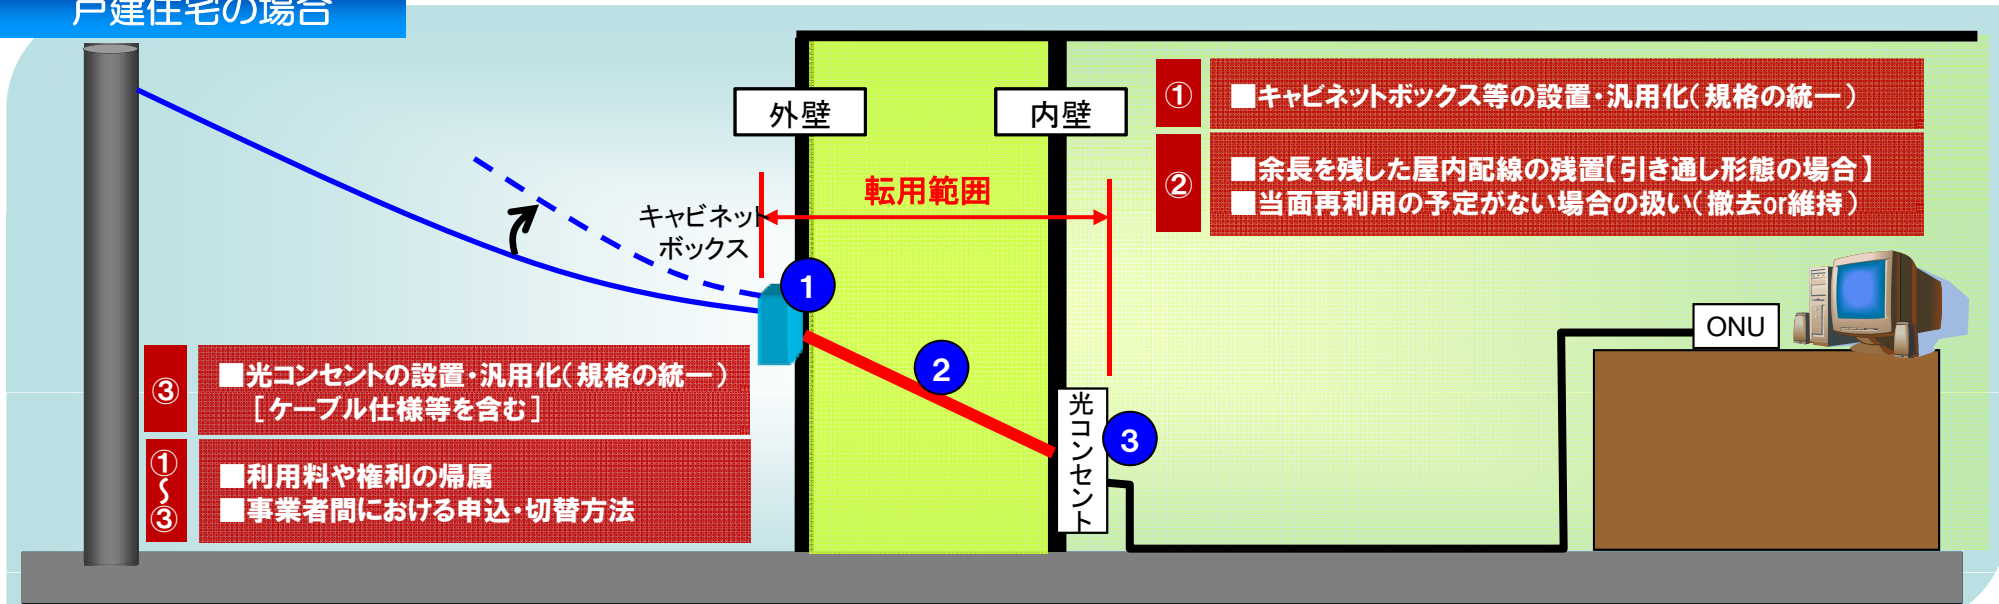 戸建住宅の場合
外壁
内壁
転用範囲
キャビネット
ボックス
①
■キャビネットボックス等の設置・汎用化(規格の統一)
②
■余長を残した屋内配線の残置【引き通し形態の場合】
■当面再利用の予定がない場合の扱い(撤去or維持)
1
2
3
光コンセント
ONU
③
■光コンセントの設置・汎用化(規格の統一)
[ケーブル仕様等を含む]
①~③
■利用料や権利の帰属
■事業者間における申込・切替方法